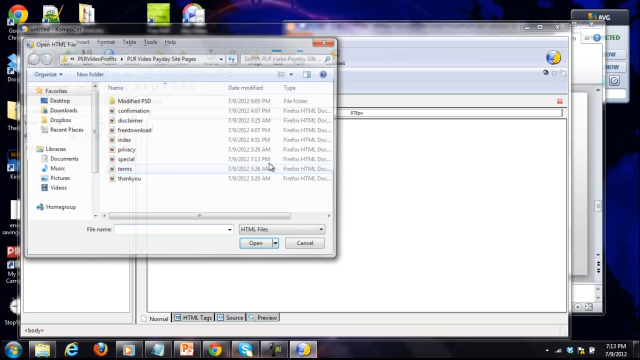 untitled - KompoZer
Open HTML File
Insert Format Table Tools Help
PLRVideoProfits PLR Video Payday Site Pages
Search PLR Video Payday Site ...
Organize New folder
Favorites
Desktop
Downloads
Dropbox
Recent Places
Libraries
Documents
Music
Pictures
Videos
Homegroup
Name Date modified Type
Modified PSD 7/8/2012 9:05 PM File folder
confirmation 7/9/2012 4:07 PM Firefox HTML Doc...
disclaimer 7/9/2012 3:25 AM Firefox HTML Doc...
freedownload 7/9/2012 4:07 PM Firefox HTML Doc...
index 7/9/2012 4:51 PM Firefox HTML Doc...
privacy 7/9/2012 3:26 AM Firefox HTML Doc...
special 7/9/2012 7:13 PM Firefox HTML Doc...
terms 7/9/2012 3:26 AM Firefox HTML Doc...
thankyou 7/9/2012 3:20 AM Firefox HTML Doc...
File name: HTML Files
Open Cancel
878px
Normal HTML Tags Source Preview
<body>
AVG
7:13 PM
7/9/2012